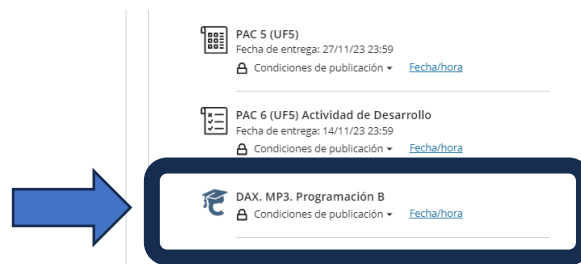 PAC 5 (UF5)
Fecha de entrega: 27/11/23 23:59
Condiciones de publicación Fecha/hora
PAC 6 (UF5) Actividad de Desarrollo
Fecha de entrega: 14/11/23 23:59
Condiciones de publicación Fecha/hora
DAX. MP3. Programación B
Condiciones de publicación Fecha/hora